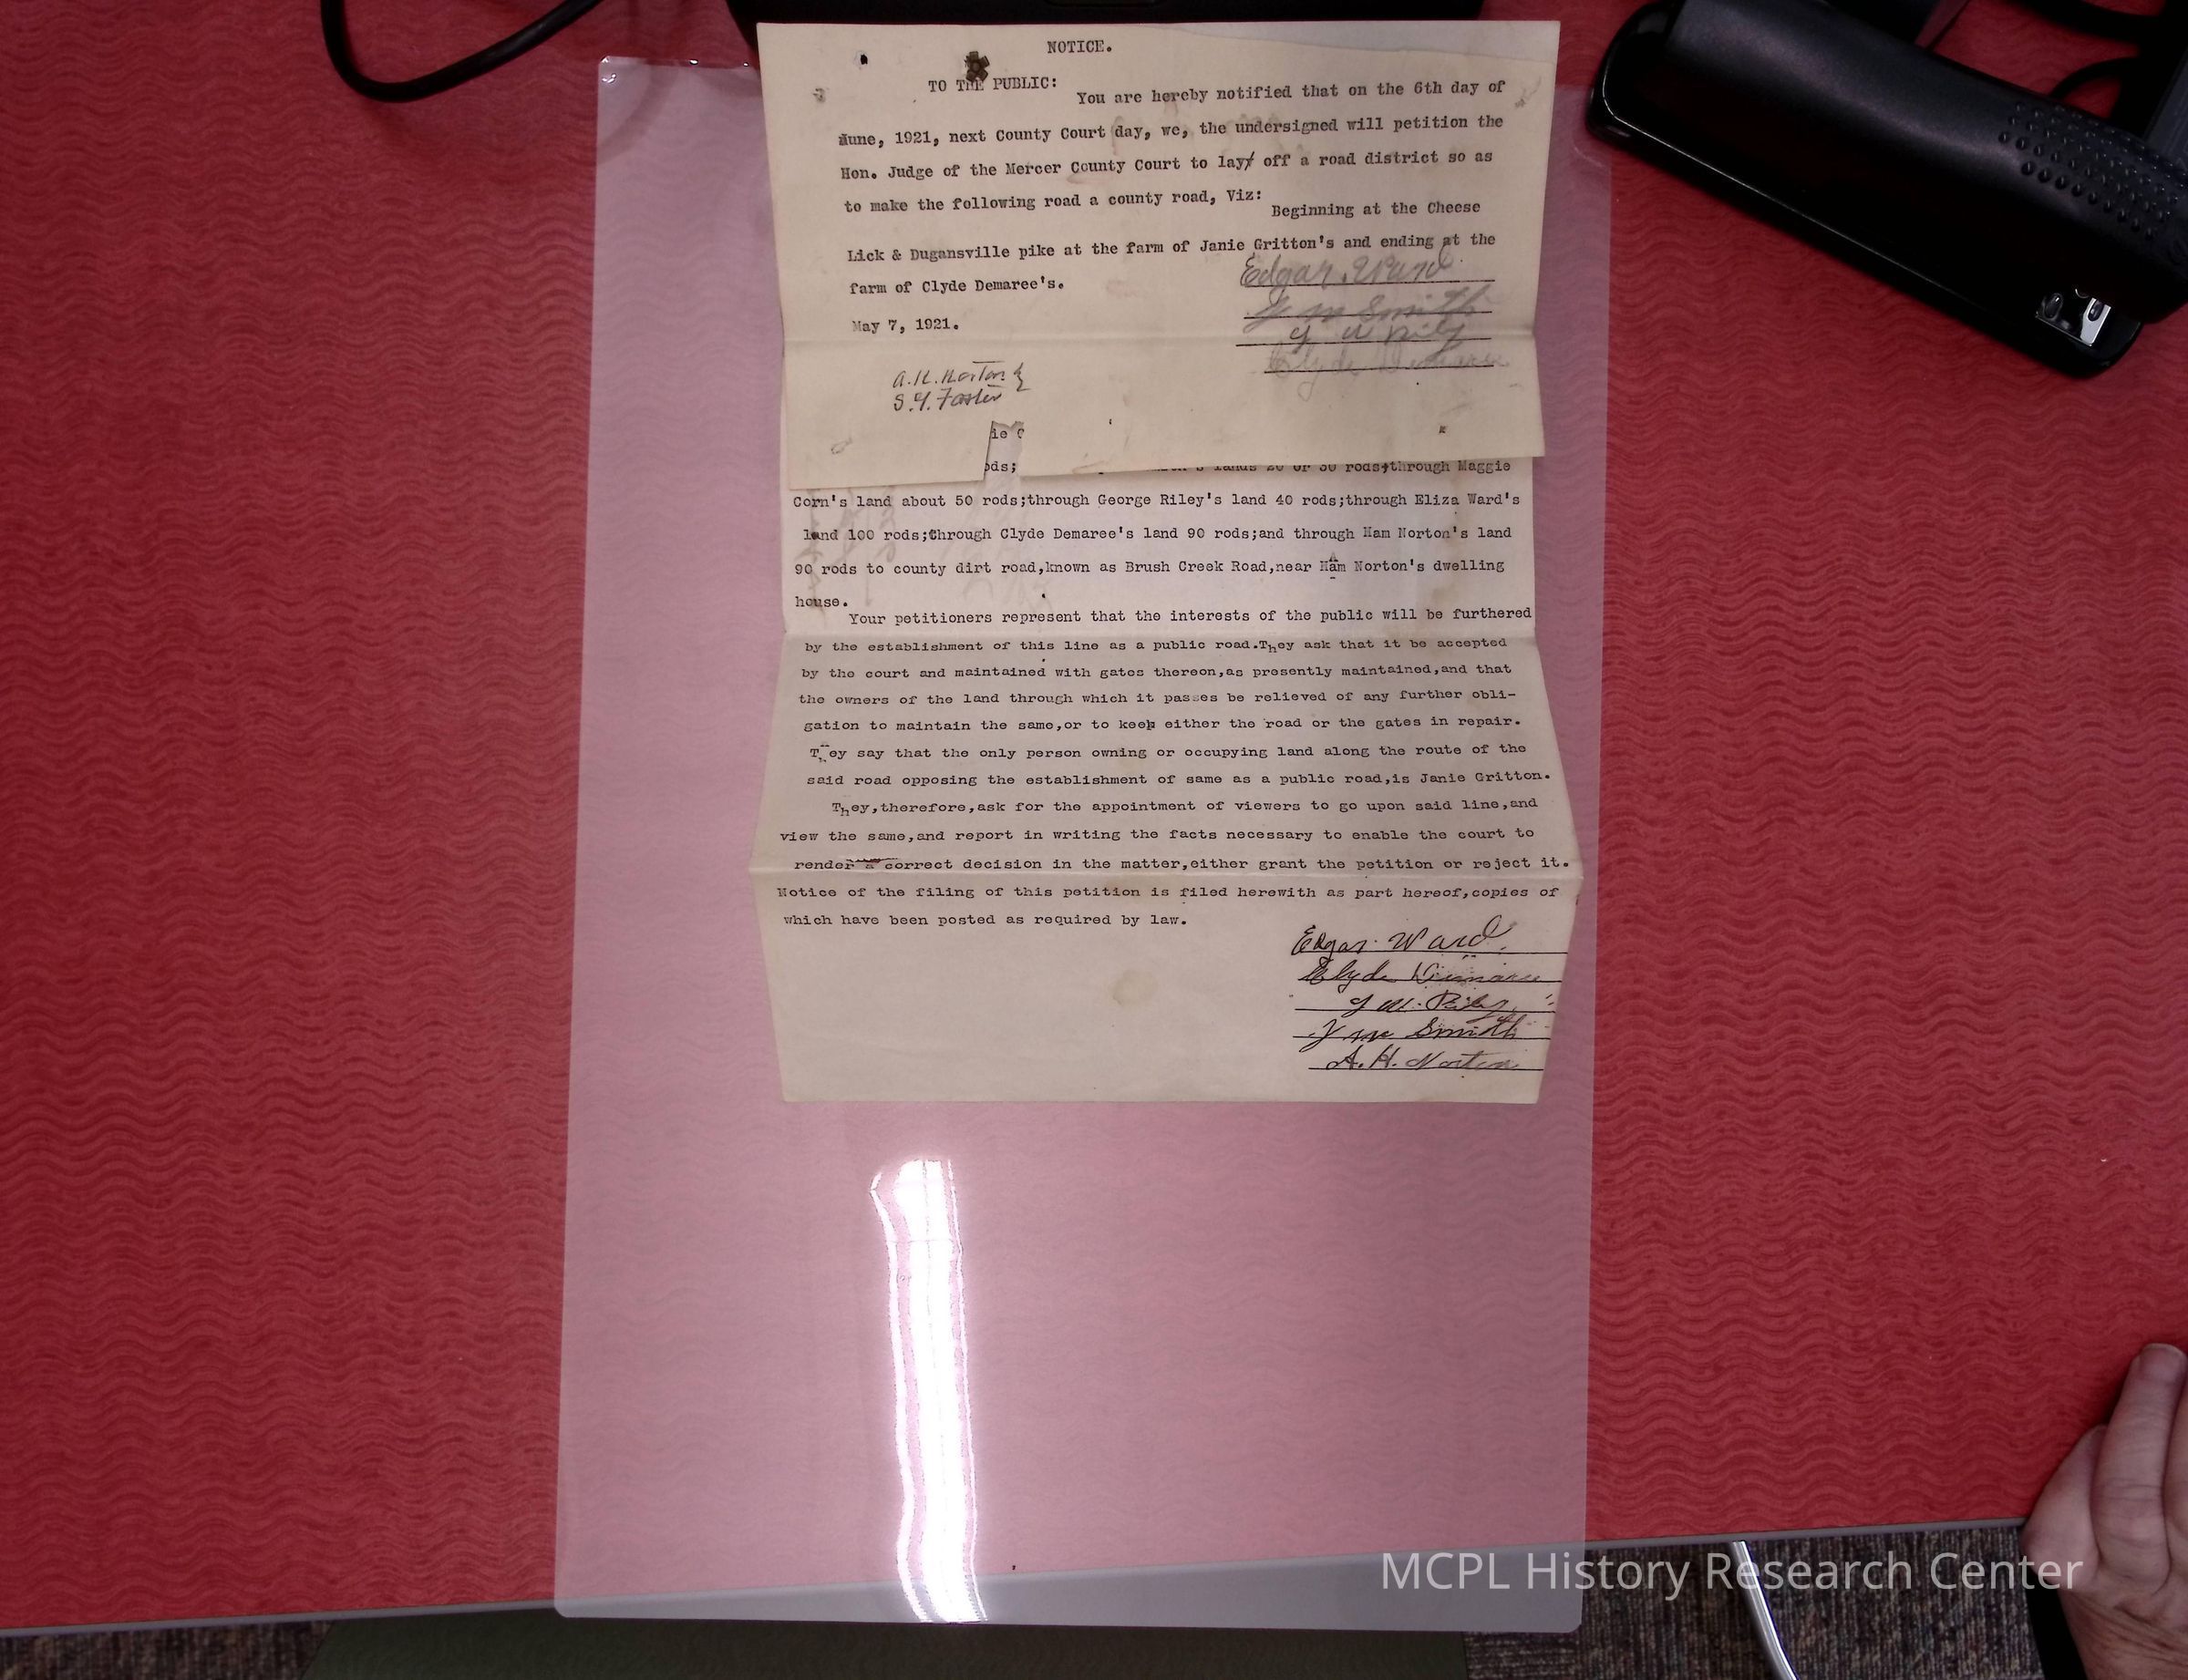 NOTICE.
TO THE PUBLIC:
You are hereby notified that on the 6th day of
June, 1921, next County Court day, we, the undersigned will petition the
Hon. Judge of the Mercer County Court to lay off a road district so as
to make the following road a county road, Viz:
Beginning at the Cheese
Lick & Dugansville pike at the farm of Janie Gritton's and ending at the
farm of Clyde Demaree's.
Edgar Ward
May 7, 1921.
J M Smith
Clyde Demaree
A.H. Norton }
S.Y. Foster
ie
ods; lands 20 or 30 rods;through Maggie
Corn's land about 50 rods;through George Riley's land 40 rods;through Eliza Ward's
land 100 rods;through Clyde Demaree's land 90 rods;and through Ham Norton's land
90 rods to county dirt road,known as Brush Creek Road,near Ham Norton's dwelling
house.
Your petitioners represent that the interests of the public will be furthered
by the establishment of this line as a public road.They ask that it be accepted
by the court and maintained with gates thereon,as presently maintained,and that
the owners of the land through which it passes be relieved of any further obli-
gation to maintain the same,or to keep either the road or the gates in repair.
They say that the only person owning or occupying land along the route of the
said road opposing the establishment of same as a public road,is Janie Gritton.
They,therefore,ask for the appointment of viewers to go upon said line,and
view the same,and report in writing the facts necessary to enable the court to
render a correct decision in the matter,either grant the petition or reject it.
Notice of the filing of this petition is filed herewith as part hereof,copies of
which have been posted as required by law.
Edgar Ward.
Clyde Demaree
J M Smith
A.H. Norton
MCPL History Research Center